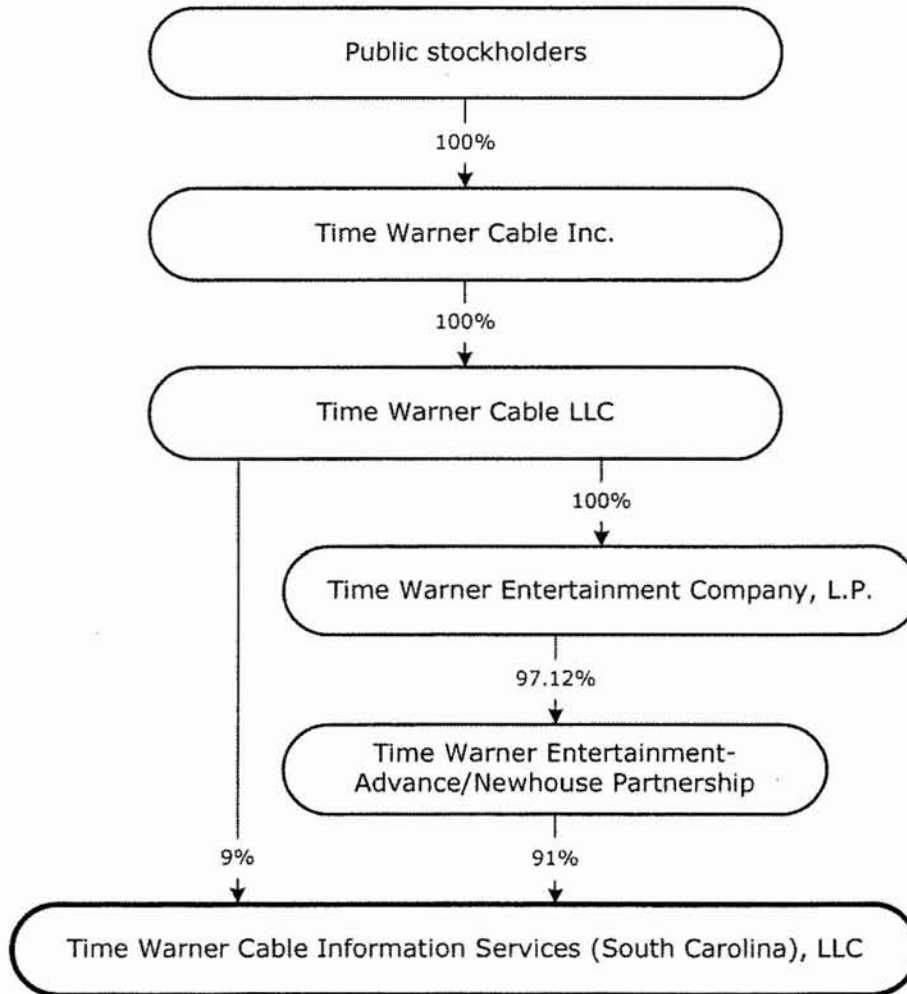 Public stockholders
100%
Time Warner Cable Inc.
100%
Time Warner Cable LLC
100%
Time Warner Entertainment Company, L.P.
97.12%
Time Warner Entertainment-
Advance/Newhouse Partnership
9%
91%
Time Warner Cable Information Services (South Carolina), LLC